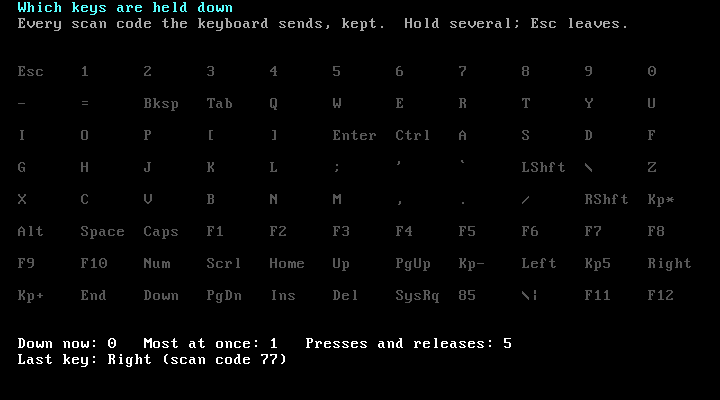 Which keys are held down
Every scan code the keyboard sends, kept.  Hold several; Esc leaves.
Esc 1 2 3 4 5 6 7 8 9 0
- = Bksp Tab Q W E R T Y U
I O P [ ] Enter Ctrl A S D F
G H J K L ; ' ` LShft \ Z
X C V B N M , . / RShft Kp*
Alt Space Caps F1 F2 F3 F4 F5 F6 F7 F8
F9 F10 Num Scrl Home Up PgUp Kp- Left Kp5 Right
Kp+ End Down PgDn Ins Del SysRq 85 \¦ F11 F12
Down now: 0   Most at once: 1   Presses and releases: 5
Last key: Right (scan code 77)